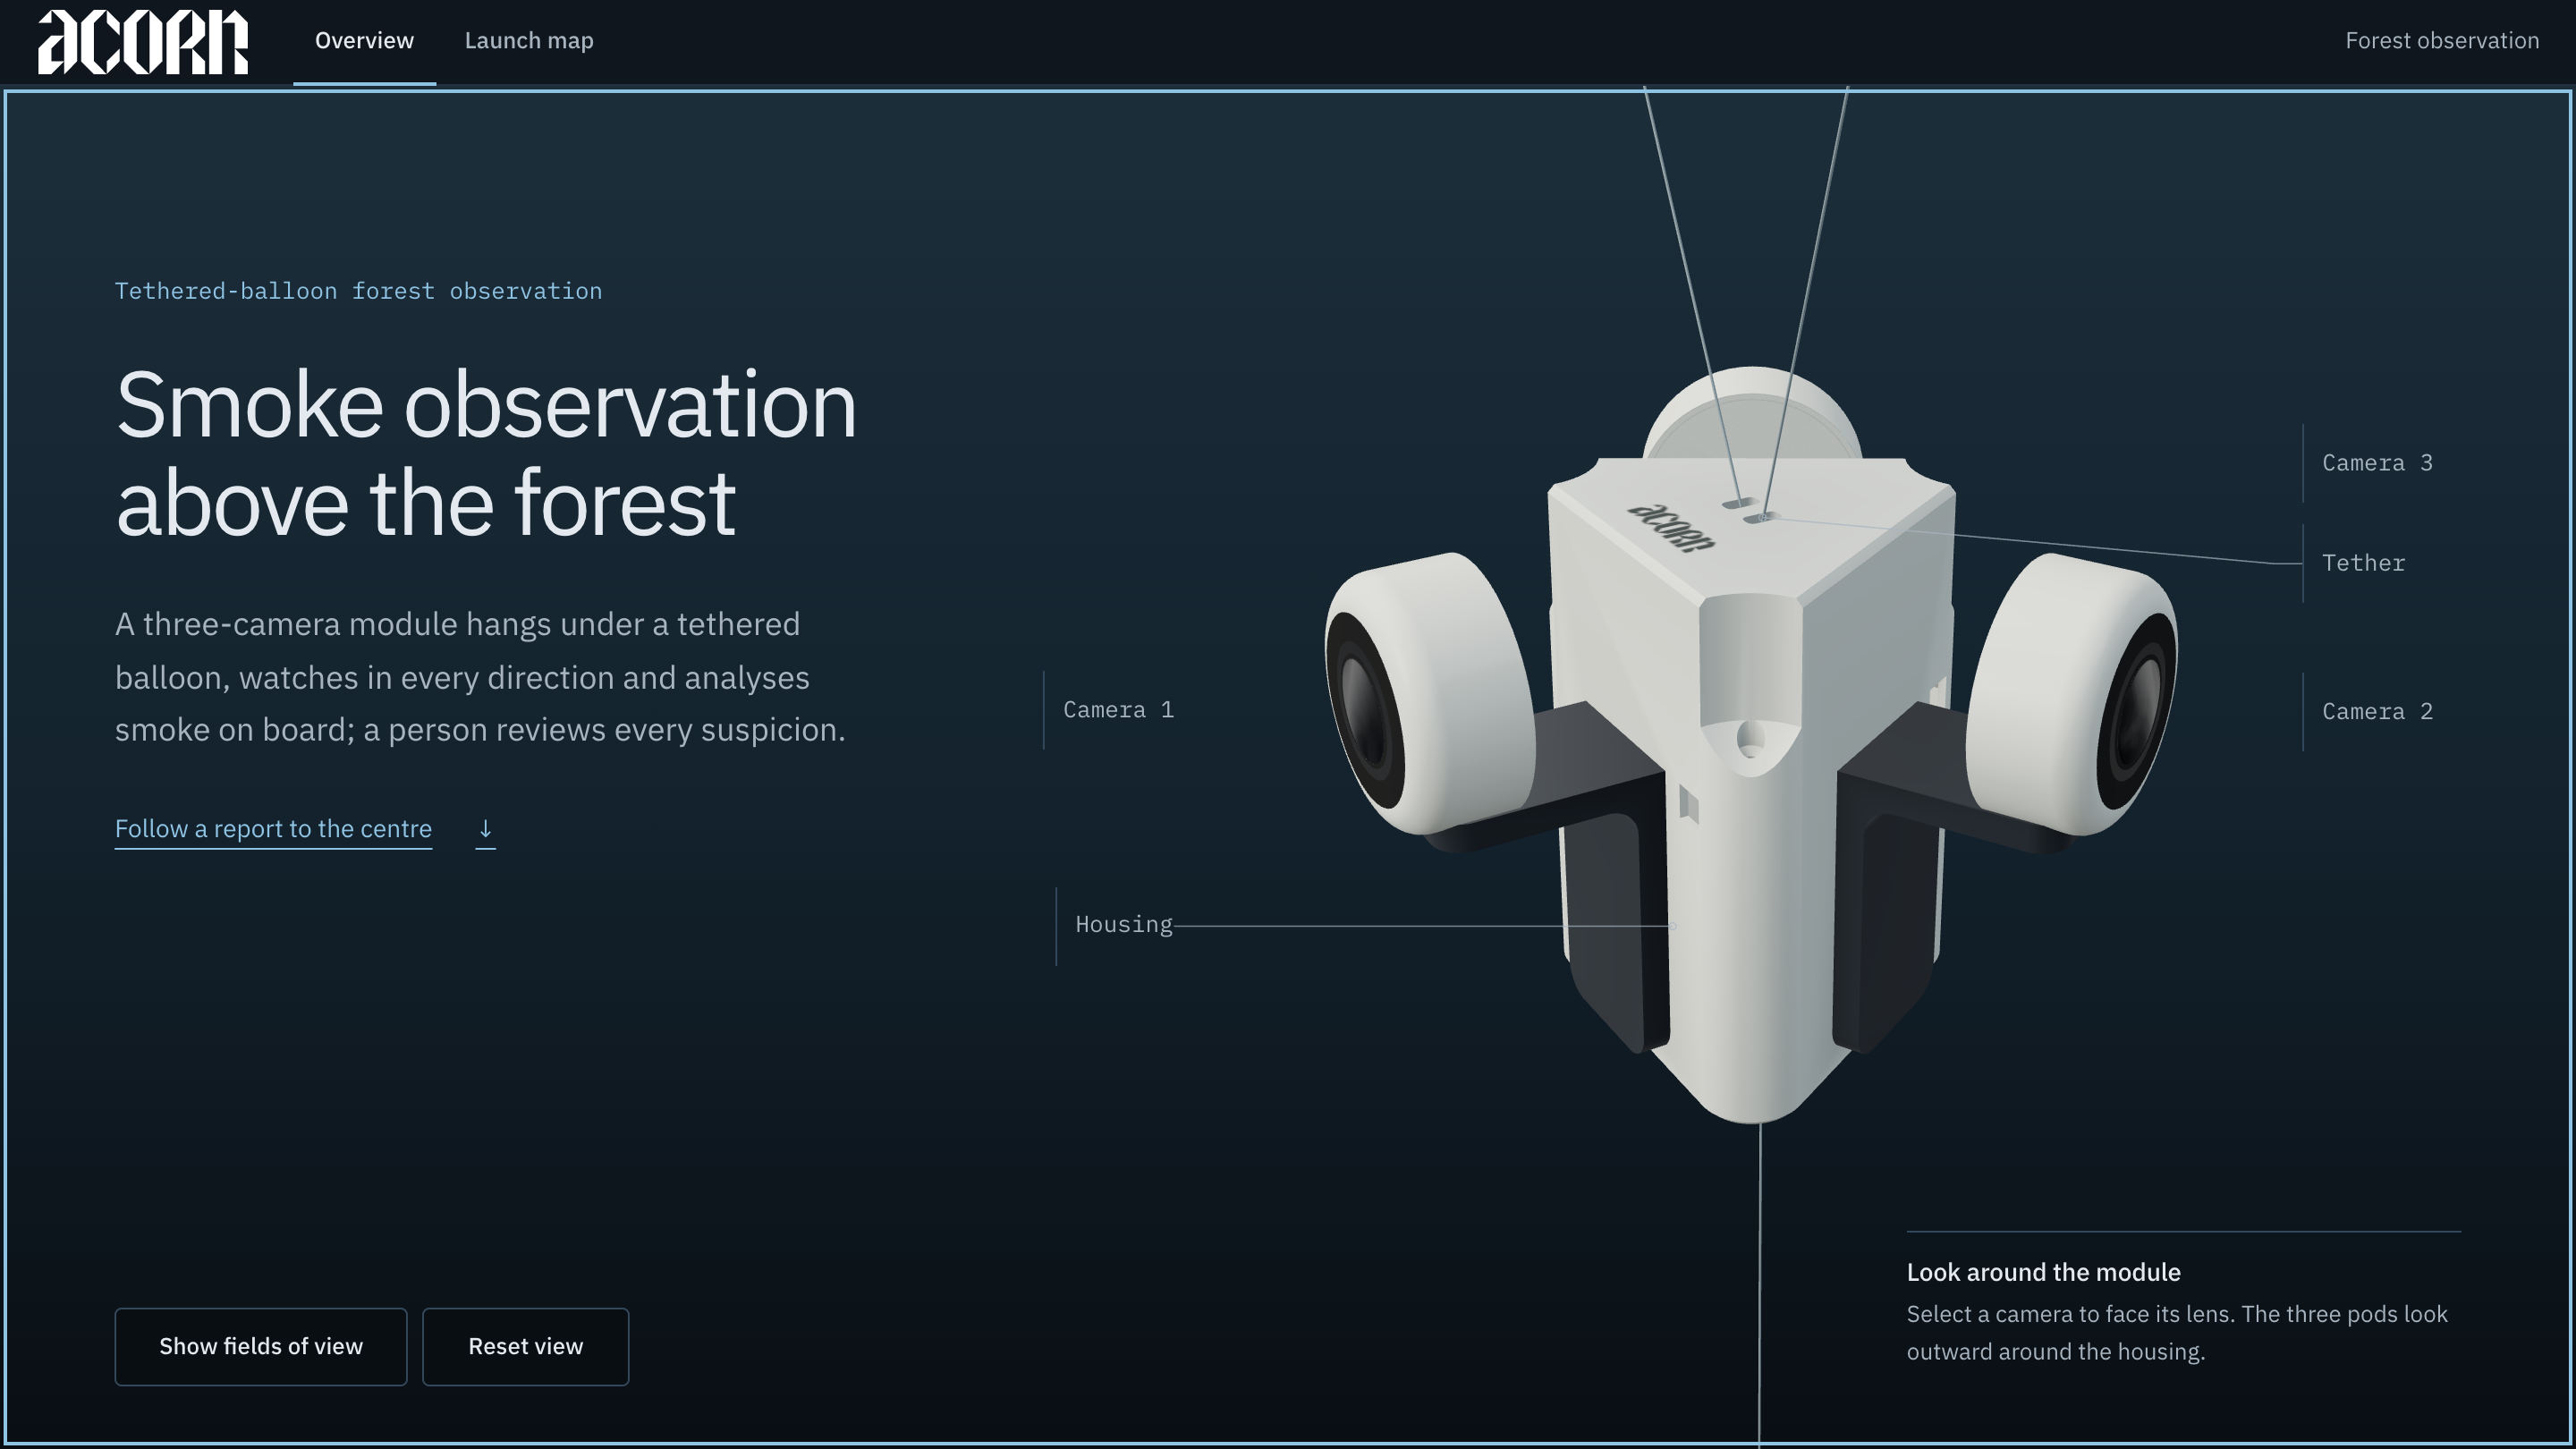 acorn
Overview
Launch map
Forest observation
Tethered-balloon forest observation
Smoke observation
above the forest
A three-camera module hangs under a tethered
balloon, watches in every direction and analyses
smoke on board; a person reviews every suspicion.
Follow a report to the centre ↓
acorn
Camera 3
Tether
Camera 1
Camera 2
Housing
Look around the module
Select a camera to face its lens. The three pods look
outward around the housing.
Show fields of view
Reset view